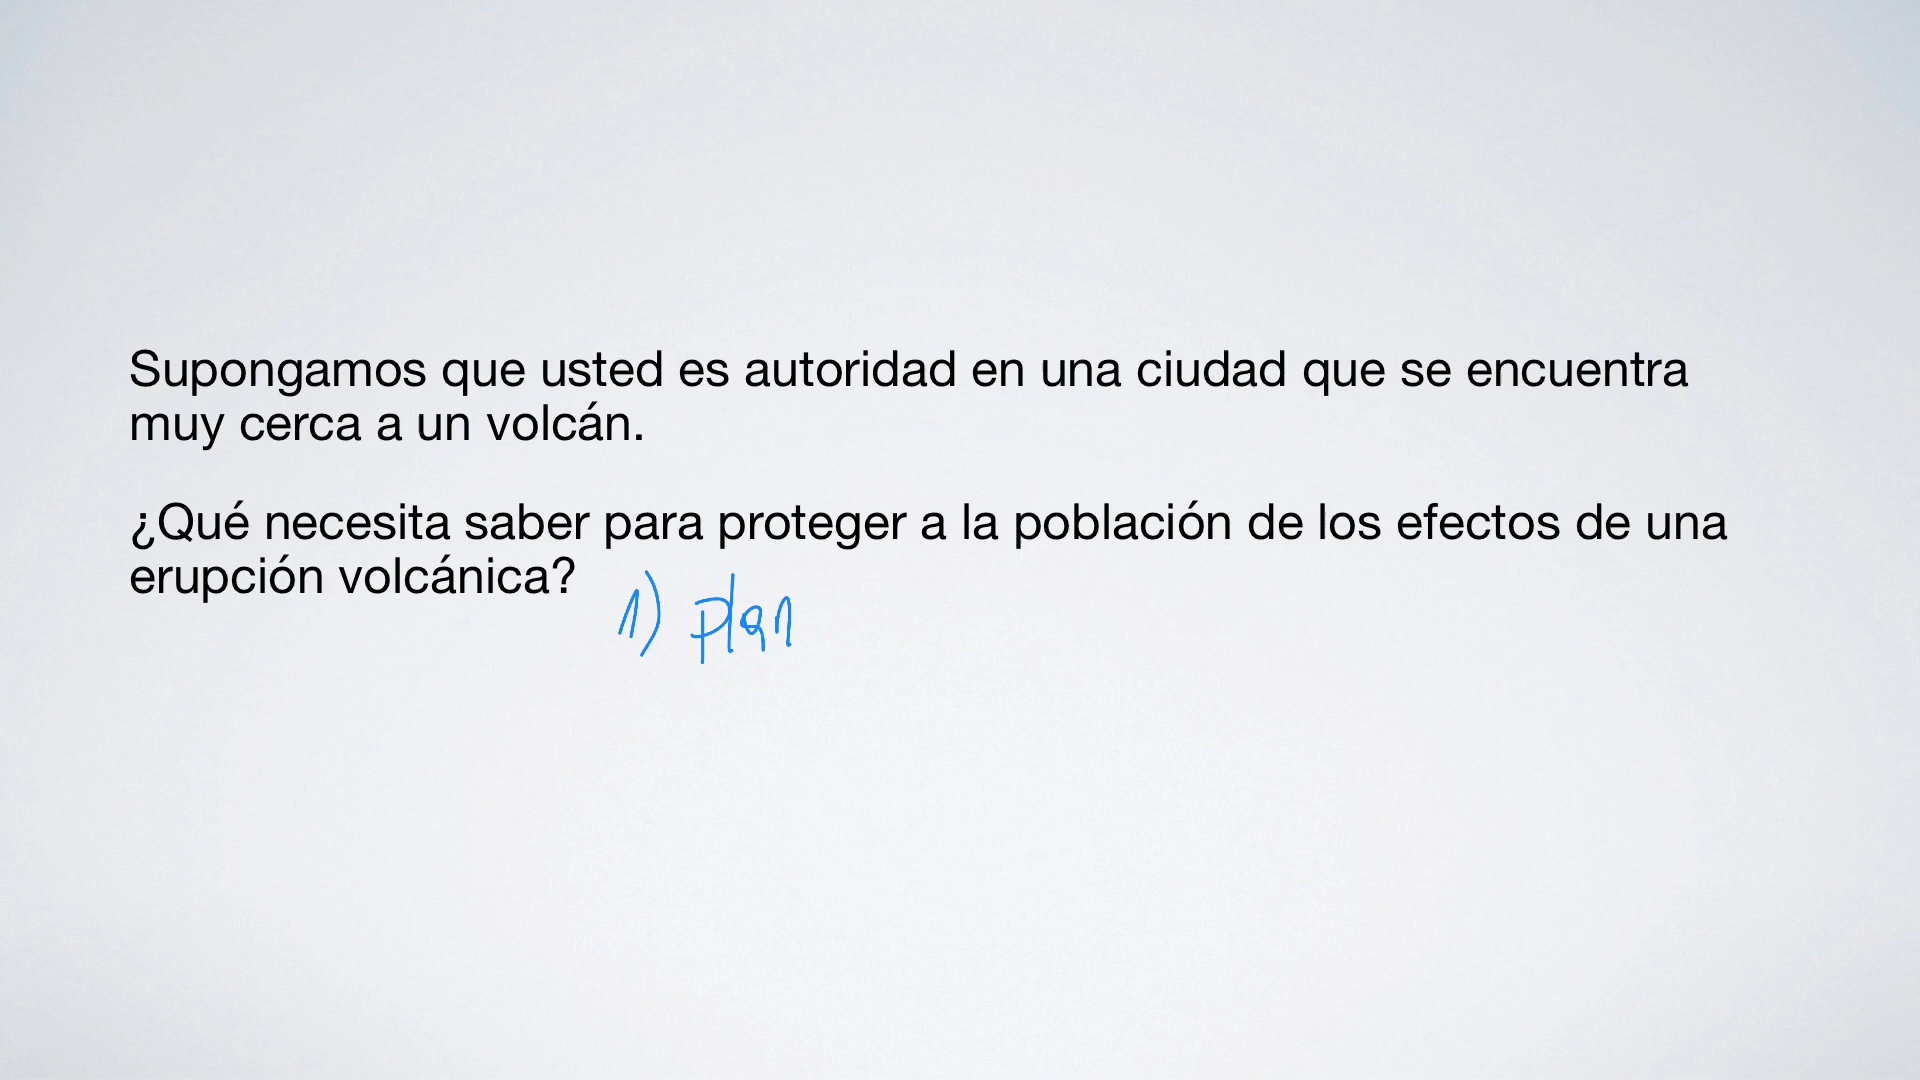 Supongamos que usted es autoridad en una ciudad que se encuentra
muy cerca a un volcán.
¿Qué necesita saber para proteger a la población de los efectos de una
erupción volcánica?
1) plan